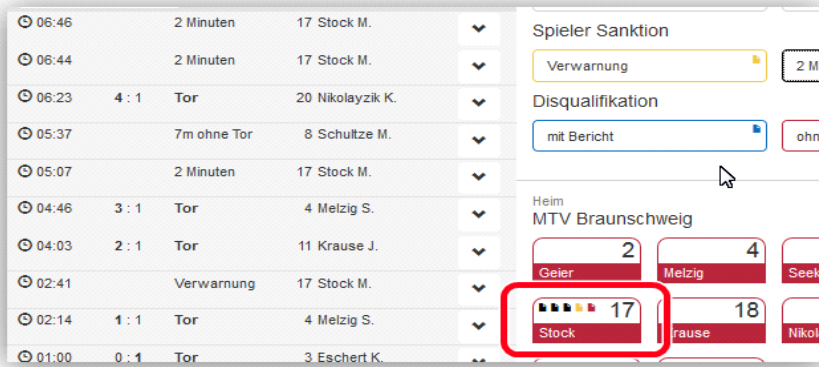 06:46 2 Minuten 17 Stock M.
06:44 2 Minuten 17 Stock M.
06:23 4 : 1 Tor 20 Nikolayzik K.
05:37 7m ohne Tor 8 Schultze M.
05:07 2 Minuten 17 Stock M.
04:46 3 : 1 Tor 4 Melzig S.
04:03 2 : 1 Tor 11 Krause J.
02:41 Verwarnung 17 Stock M.
02:14 1 : 1 Tor 4 Melzig S.
01:00 0 : 1 Tor 3 Eschert K.
Spieler Sanktion
Verwarnung 2 M
Disqualifikation
mit Bericht ohn
Heim
MTV Braunschweig
2 4
Geier Melzig Seek
17 18
Stock rause Nikol